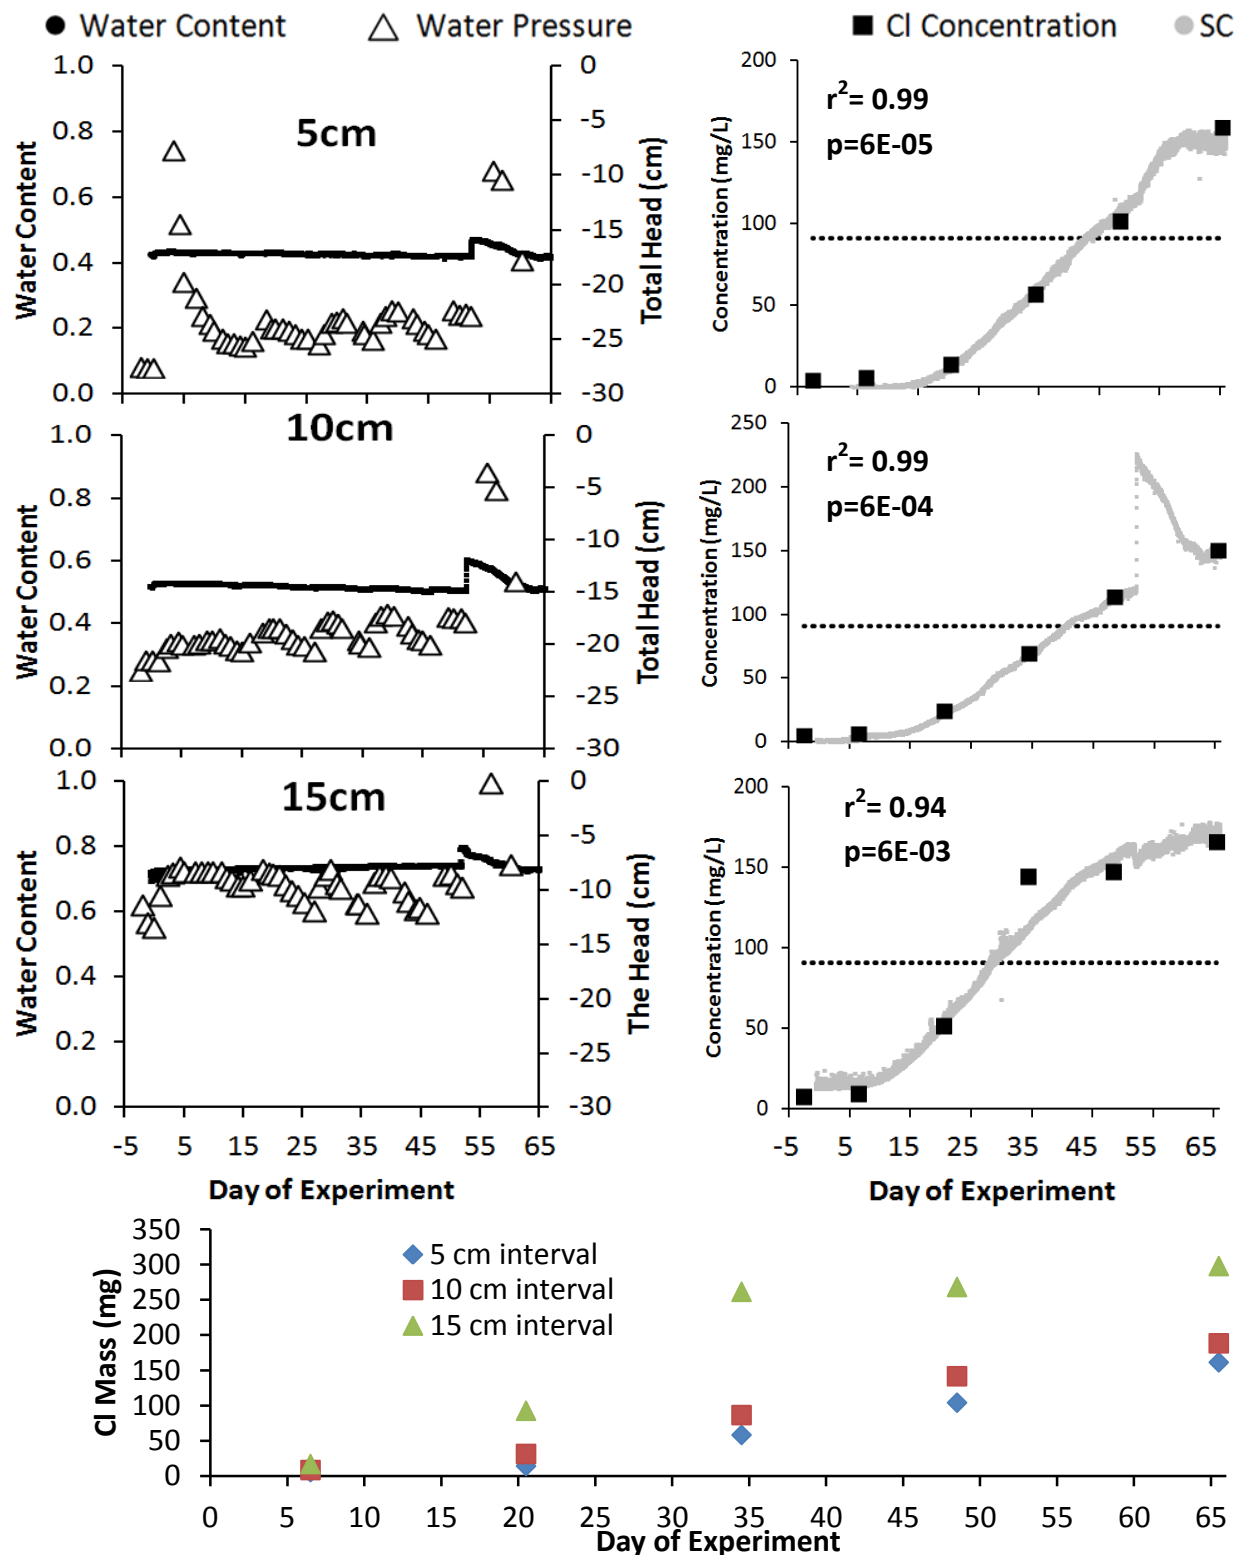 Water Content Water Pressure Cl Concentration SC
1.0 0.8 0.6 0.4 0.2 0.0
Water Content
5cm
0 -5 -10 -15 -20 -25 -30
Total Head (cm)
200 150 100 50 0
Concentration (mg/L)
r²= 0.99
p=6E-05
1.0 0.8 0.6 0.4 0.2 0.0
Water Content
10cm
0 -5 -10 -15 -20 -25 -30
Total Head (cm)
250 200 150 100 50 0
Concentration (mg/L)
r²= 0.99
p=6E-04
1.0 0.8 0.6 0.4 0.2 0.0
Water Content
15cm
0 -5 -10 -15 -20 -25 -30
The Head (cm)
200 150 100 50 0
Concentration (mg/L)
r²= 0.94
p=6E-03
-5 5 15 25 35 45 55 65
Day of Experiment
-5 5 15 25 35 45 55 65
Day of Experiment
350 300 250 200 150 100 50 0
Cl Mass (mg)
5 cm interval
10 cm interval
15 cm interval
0 5 10 15 20 25 30 35 40 45 50 55 60 65
Day of Experiment